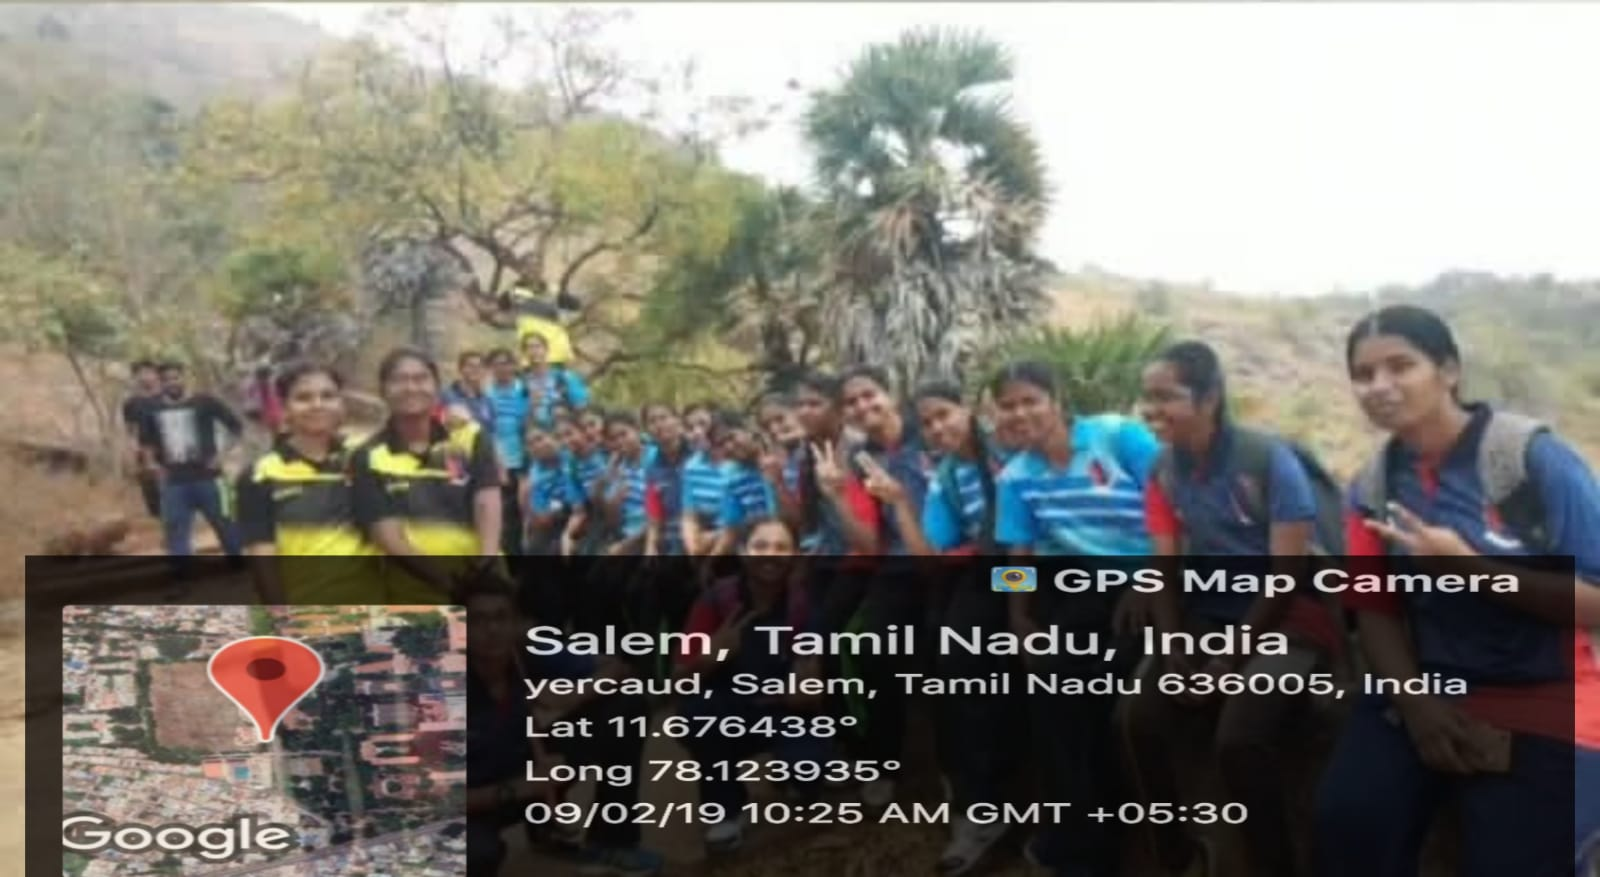 GPS Map Camera
Salem, Tamil Nadu, India
yercaud, Salem, Tamil Nadu 636005, India
Lat 11.676438°
Long 78.123935°
09/02/19 10:25 AM GMT +05:30
Google